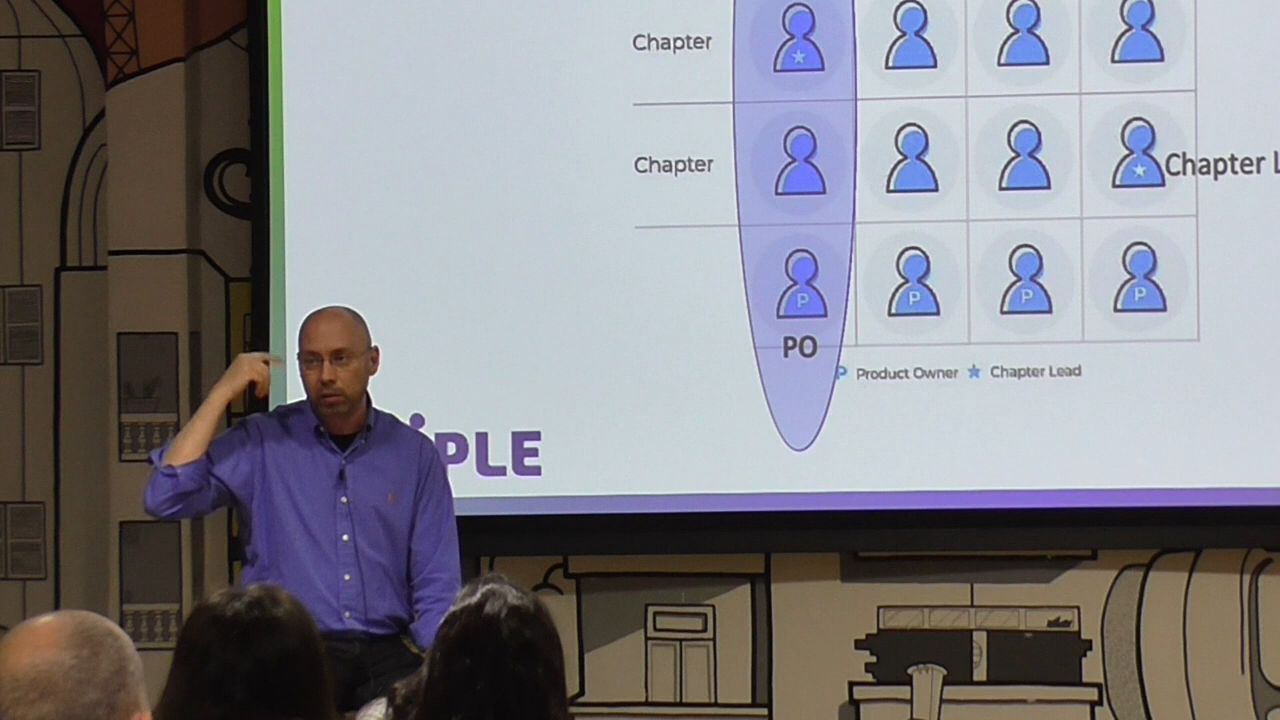 Chapter
Chapter
Chapter L
P
P
P
P
PO
P Product Owner ★ Chapter Lead
PLE